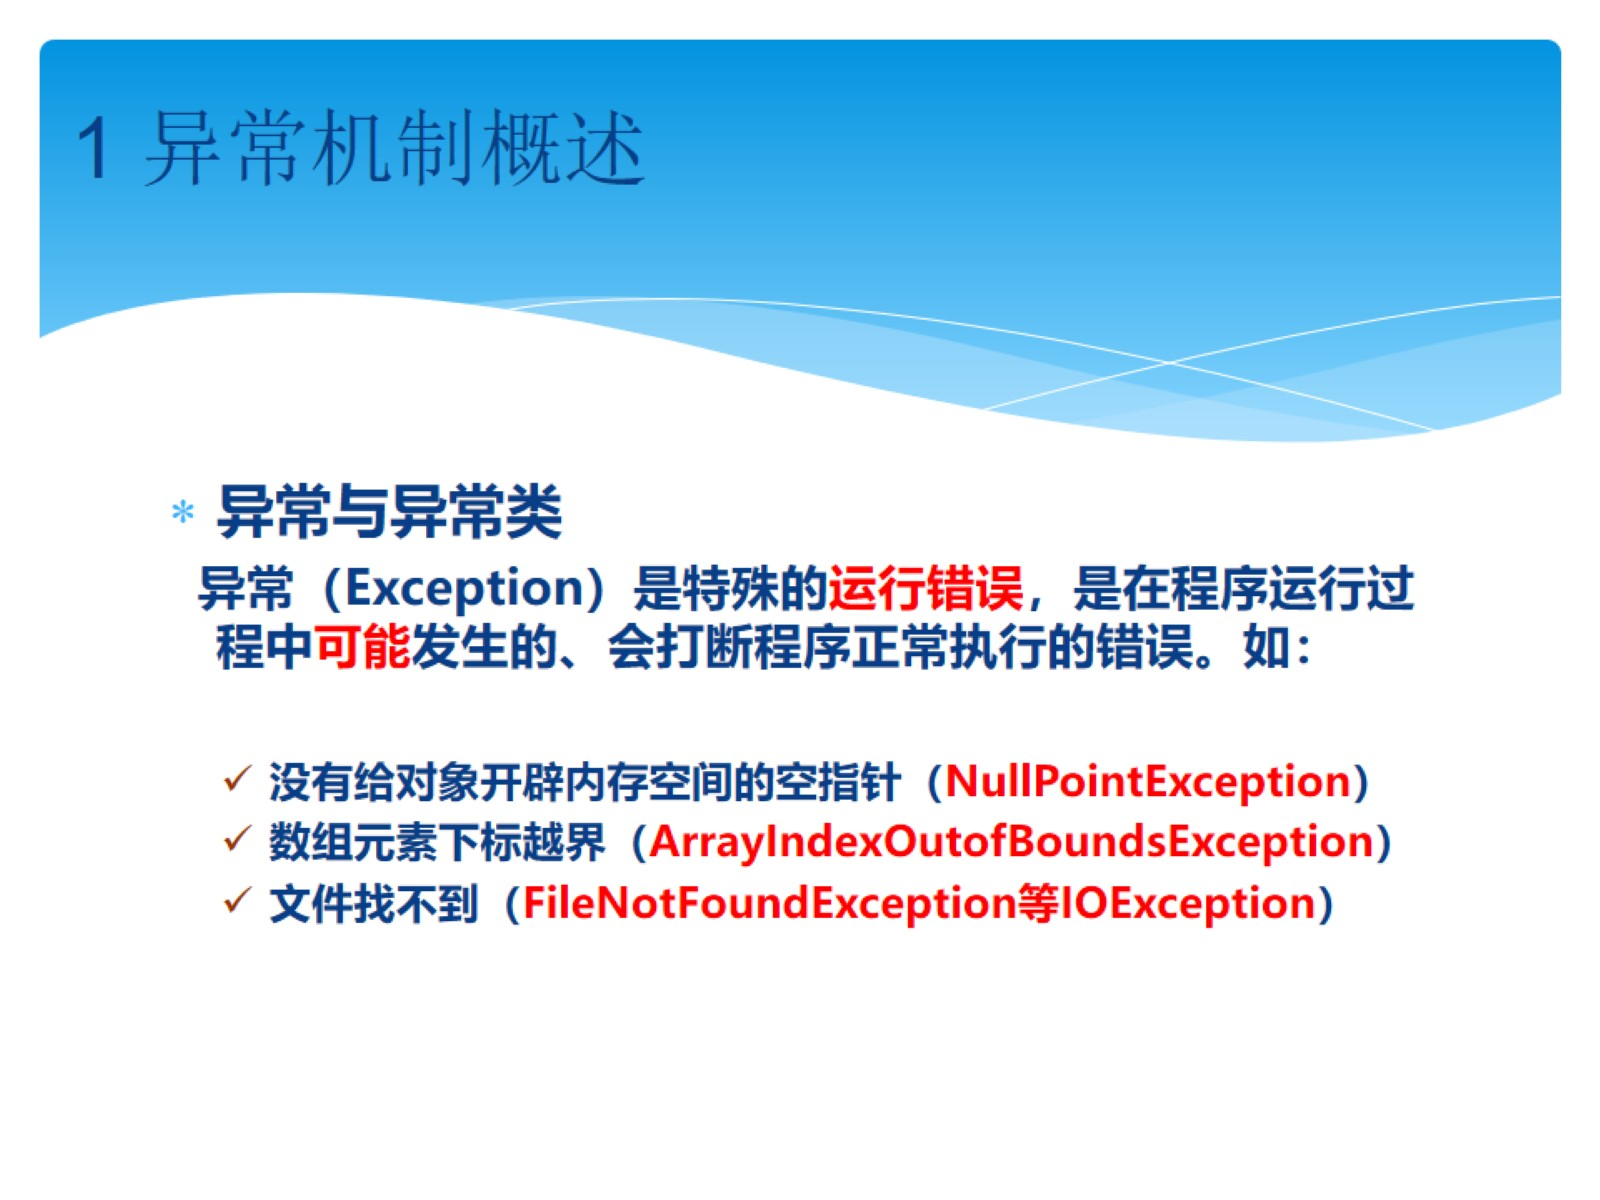 1 异常机制概述
* 异常与异常类
异常（Exception）是特殊的运行错误，是在程序运行过
程中可能发生的、会打断程序正常执行的错误。如：
✓ 没有给对象开辟内存空间的空指针（NullPointException）
✓ 数组元素下标越界（ArrayIndexOutofBoundsException）
✓ 文件找不到（FileNotFoundException等IOException）